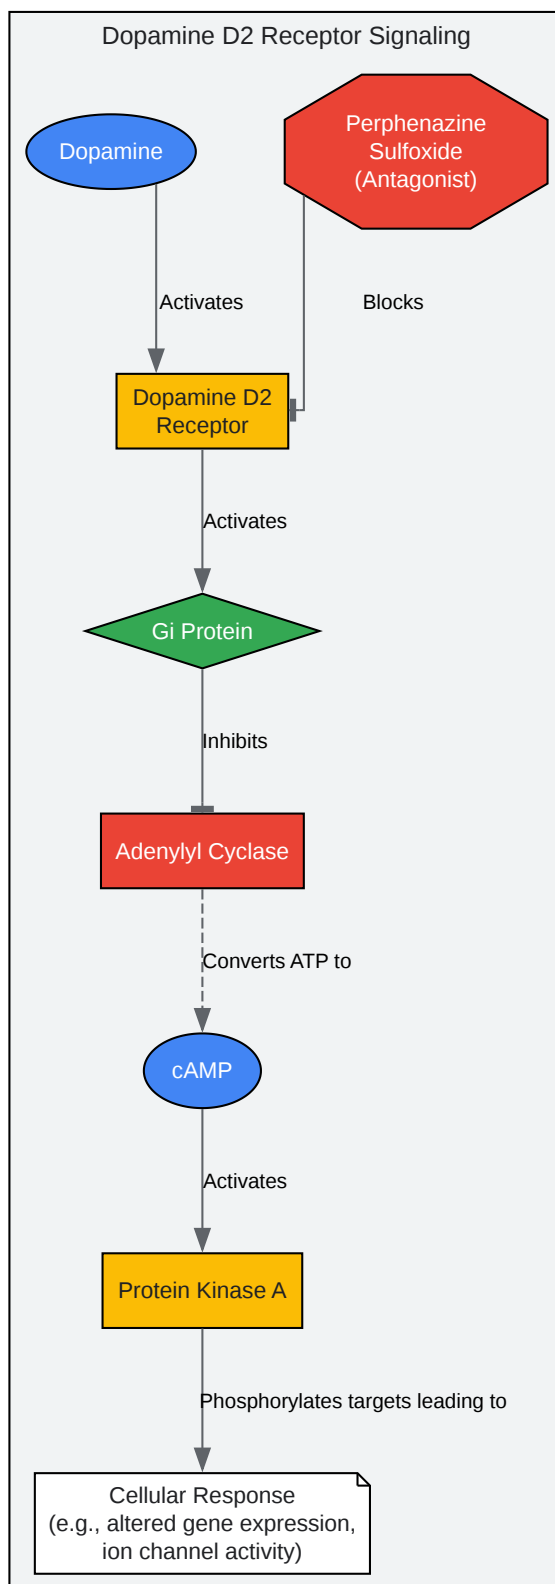 Dopamine D2 Receptor Signaling
Dopamine
Perphenazine
Sulfoxide
(Antagonist)
Activates
Blocks
Dopamine D2
Receptor
Activates
Gi Protein
Inhibits
Adenylyl Cyclase
Converts ATP to
cAMP
Activates
Protein Kinase A
Phosphorylates targets leading to
Cellular Response
(e.g., altered gene expression,
ion channel activity)